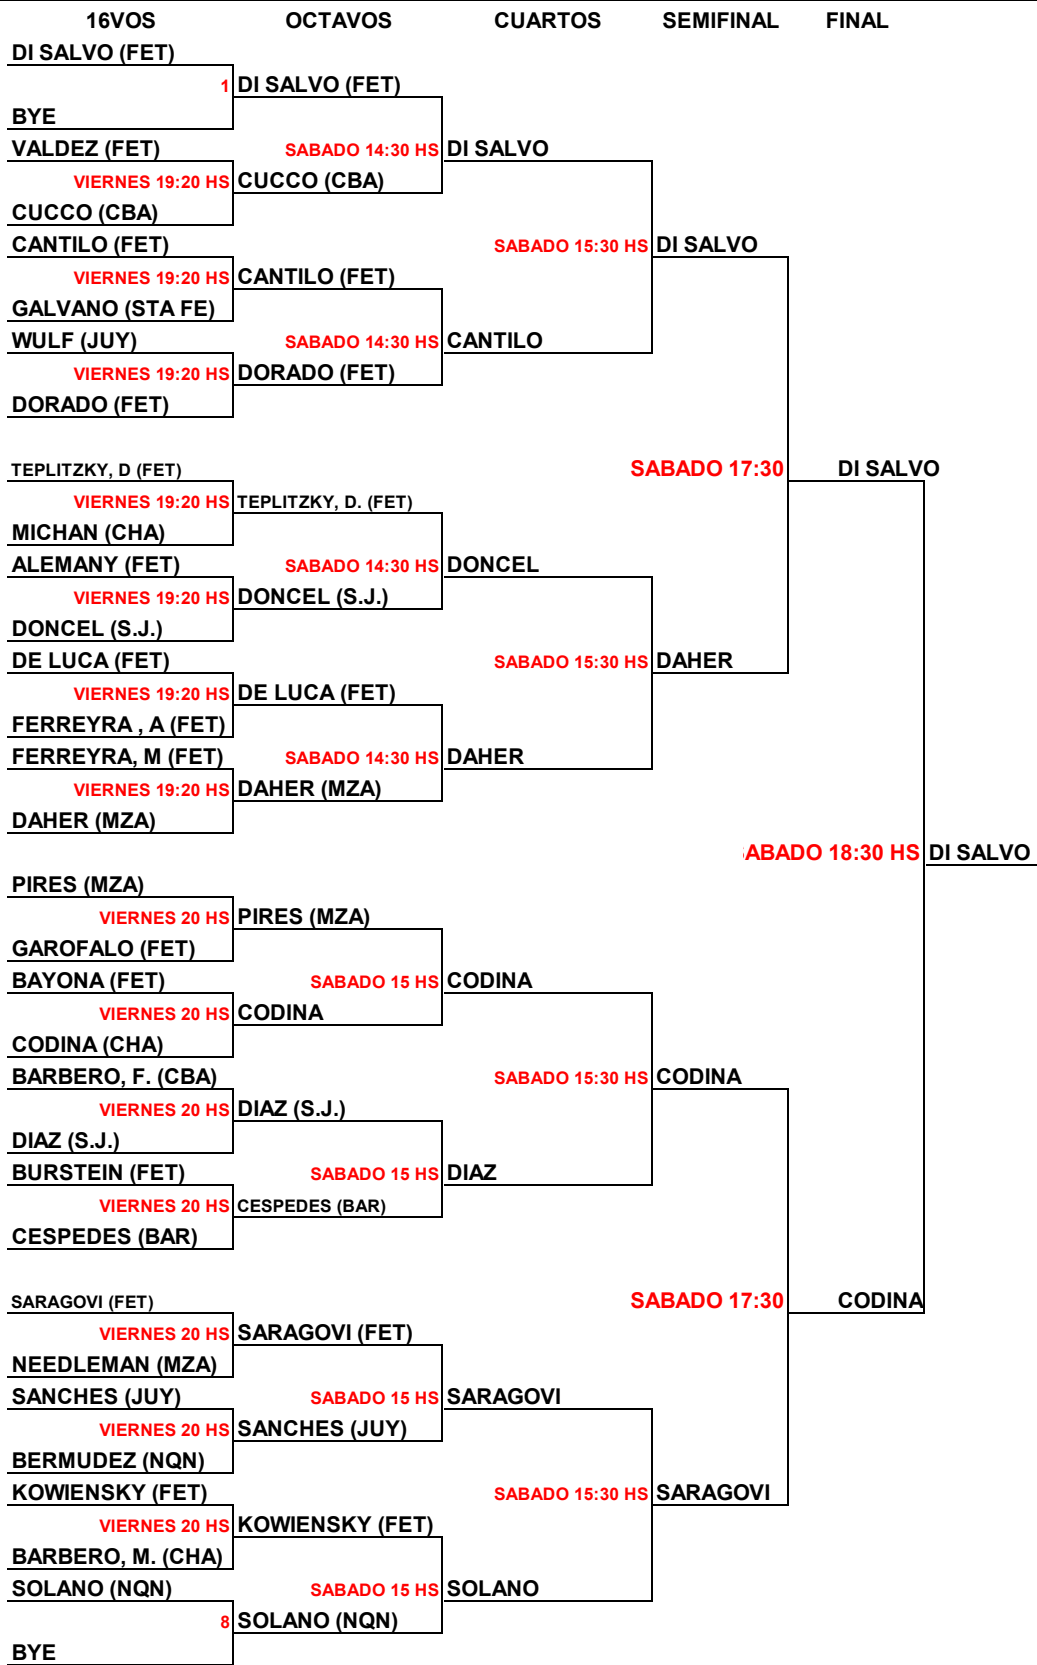 16VOS OCTAVOS CUARTOS SEMIFINAL FINAL
DI SALVO (FET)
1 DI SALVO (FET)
BYE
VALDEZ (FET) SABADO 14:30 HS DI SALVO
VIERNES 19:20 HS CUCCO (CBA)
CUCCO (CBA)
CANTILO (FET) SABADO 15:30 HS DI SALVO
VIERNES 19:20 HS CANTILO (FET)
GALVANO (STA FE)
WULF (JUY) SABADO 14:30 HS CANTILO
VIERNES 19:20 HS DORADO (FET)
DORADO (FET)
TEPLITZKY, D (FET) SABADO 17:30 DI SALVO
VIERNES 19:20 HS TEPLITZKY, D. (FET)
MICHAN (CHA)
ALEMANY (FET) SABADO 14:30 HS DONCEL
VIERNES 19:20 HS DONCEL (S.J.)
DONCEL (S.J.)
DE LUCA (FET) SABADO 15:30 HS DAHER
VIERNES 19:20 HS DE LUCA (FET)
FERREYRA , A (FET)
FERREYRA, M (FET) SABADO 14:30 HS DAHER
VIERNES 19:20 HS DAHER (MZA)
DAHER (MZA)
ABADO 18:30 HS DI SALVO
PIRES (MZA)
VIERNES 20 HS PIRES (MZA)
GAROFALO (FET)
BAYONA (FET) SABADO 15 HS CODINA
VIERNES 20 HS CODINA
CODINA (CHA)
BARBERO, F. (CBA) SABADO 15:30 HS CODINA
VIERNES 20 HS DIAZ (S.J.)
DIAZ (S.J.)
BURSTEIN (FET) SABADO 15 HS DIAZ
VIERNES 20 HS CESPEDES (BAR)
CESPEDES (BAR)
SARAGOVI (FET) SABADO 17:30 CODINA
VIERNES 20 HS SARAGOVI (FET)
NEEDLEMAN (MZA)
SANCHES (JUY) SABADO 15 HS SARAGOVI
VIERNES 20 HS SANCHES (JUY)
BERMUDEZ (NQN)
KOWIENSKY (FET) SABADO 15:30 HS SARAGOVI
VIERNES 20 HS KOWIENSKY (FET)
BARBERO, M. (CHA)
SOLANO (NQN) SABADO 15 HS SOLANO
8 SOLANO (NQN)
BYE